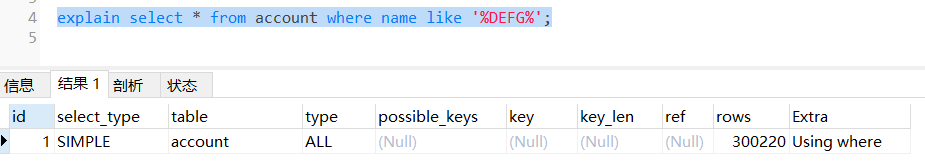 4 explain select * from account where name like '%DEFG%';
5
信息 结果 1 剖析 状态
id select_type table type possible_keys key key_len ref rows Extra
1 SIMPLE account ALL (Null) (Null) (Null) (Null) 300220 Using where